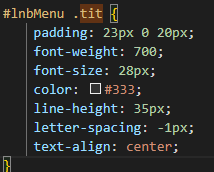 #lnbMenu .tit {
    padding: 23px 0 20px;
    font-weight: 700;
    font-size: 28px;
    color: #333;
    line-height: 35px;
    letter-spacing: -1px;
    text-align: center;
}